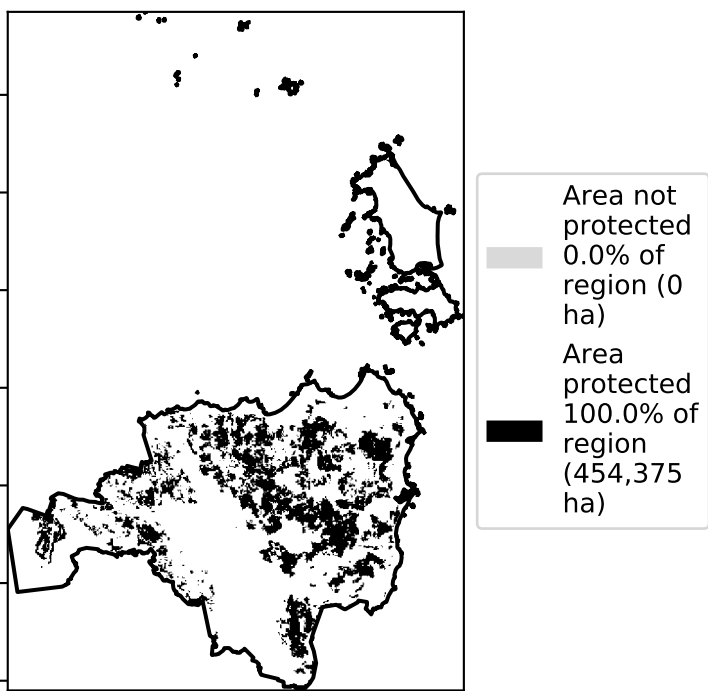 Area not
protected
0.0% of
region (0
ha)
Area
protected
100.0% of
region
(454,375
ha)